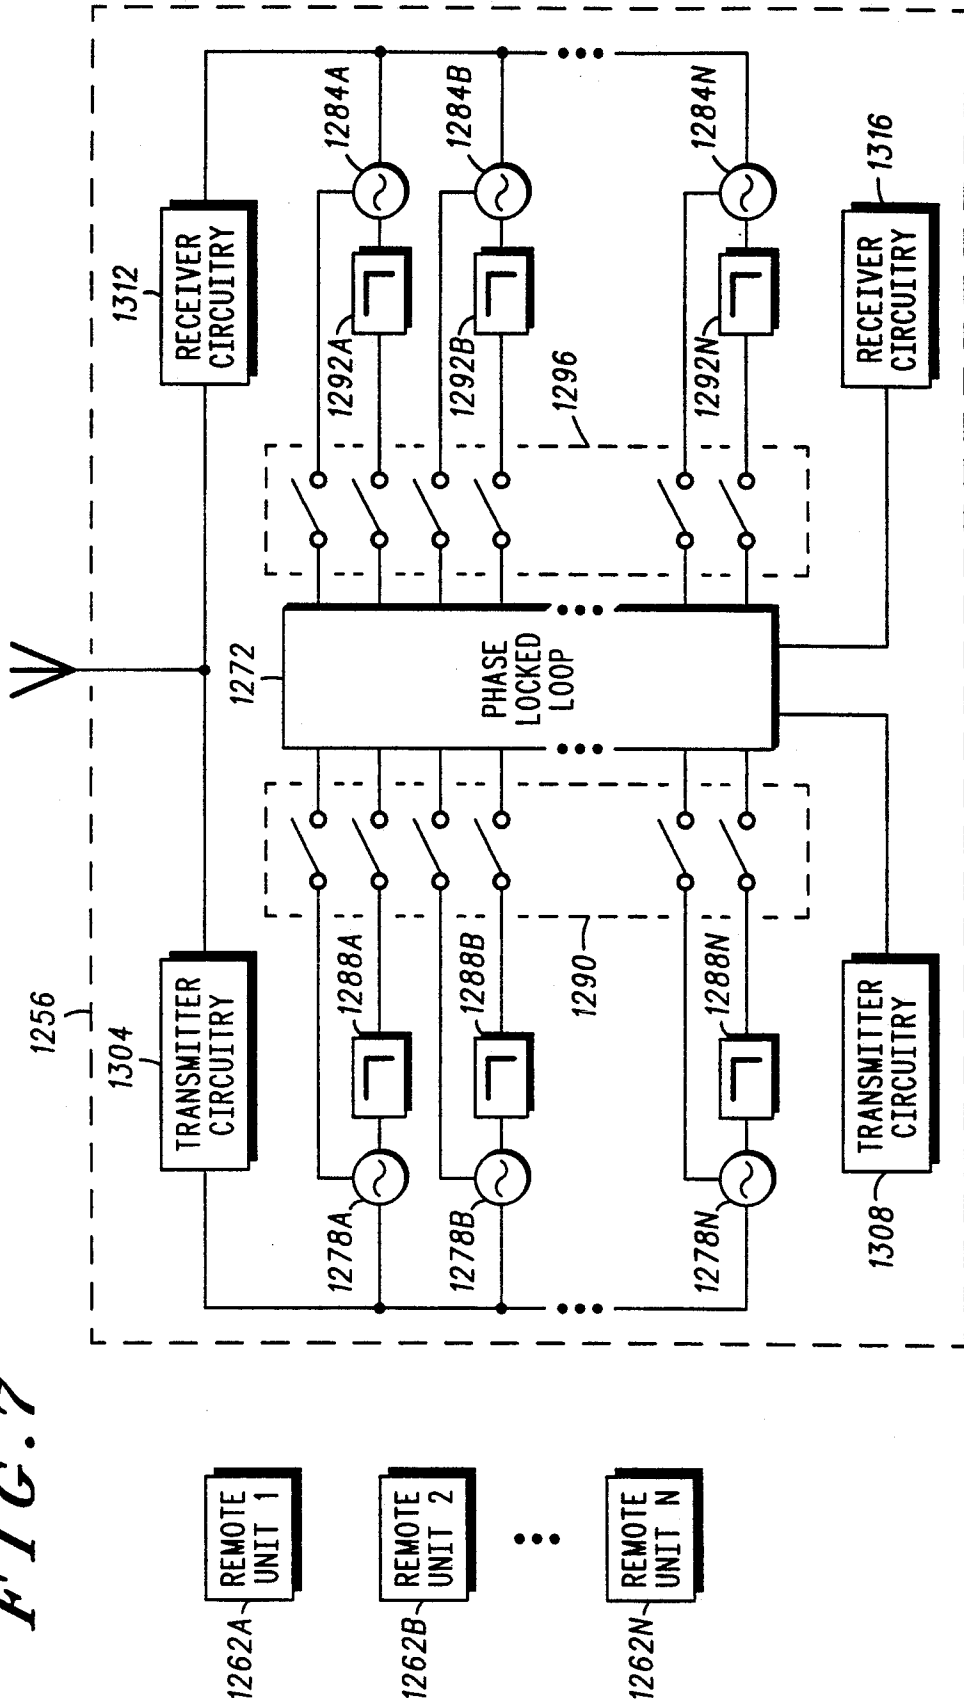 FIG.7
1256
1304
TRANSMITTER
CIRCUITRY
1312
RECEIVER
CIRCUITRY
1272
PHASE
LOCKED
LOOP
1278A
1288A
1292A
1284A
1278B
1288B
1292B
1284B
1290
1296
1278N
1288N
1292N
1284N
1308
TRANSMITTER
CIRCUITRY
1316
RECEIVER
CIRCUITRY
1262A
REMOTE
UNIT 1
1262B
REMOTE
UNIT 2
1262N
REMOTE
UNIT N